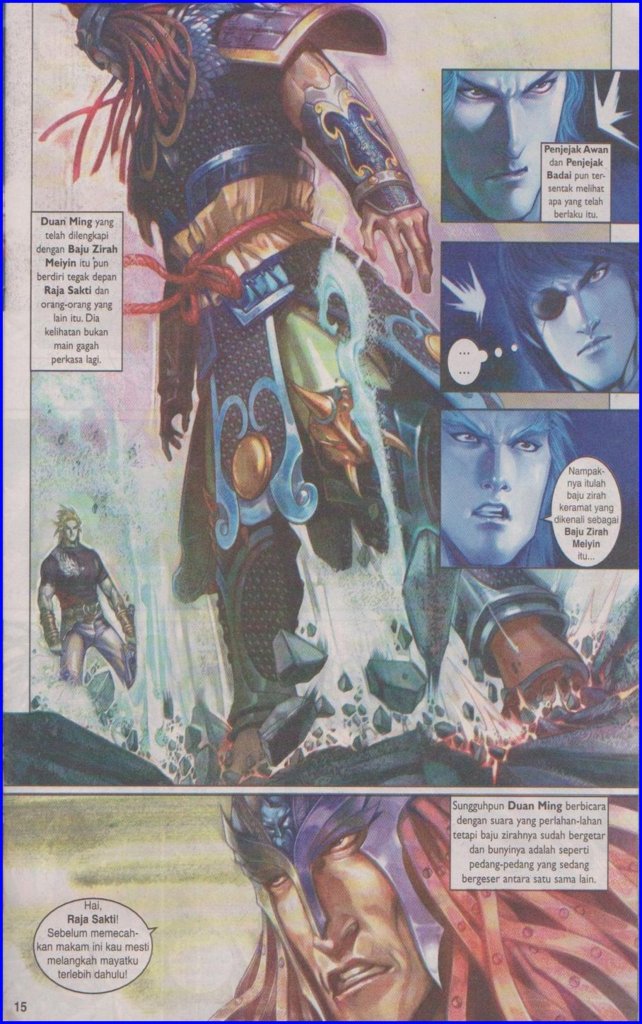 Duan Ming yang
telah dilengkapi
dengan Baju Zirah
Meiyin itu pun
berdiri tegak depan
Raja Sakti dan
orang-orang yang
lain itu. Dia
kelihatan bukan
main gagah
perkasa lagi.
Penjejak Awan
dan Penjejak
Badai pun ter-
sentak melihat
apa yang telah
berlaku itu.
...
...
Nampak-
nya itulah
baju zirah
keramat yang
dikenali sebagai
Baju Zirah
Meiyin
itu...
Sungguhpun Duan Ming berbicara
dengan suara yang perlahan-lahan
tetapi baju zirahnya sudah bergetar
dan bunyinya adalah seperti
pedang-pedang yang sedang
bergeser antara satu sama lain.
Hai,
Raja Sakti!
Sebelum memecah-
kan makam ini kau mesti
melangkah mayatku
terlebih dahulu!
15